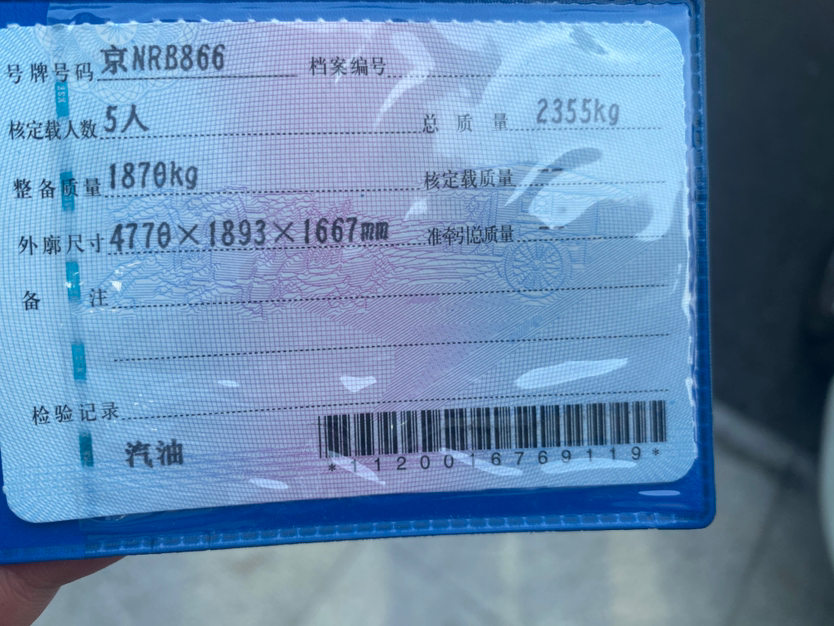 号牌号码 京NRB866 档案编号
核定载人数 5人 总质量 2355kg
整备质量 1870kg 核定载质量 --
外廓尺寸 4770×1893×1667mm 准牵引总质量 --
备注
检验记录
汽油
*1120016769119*